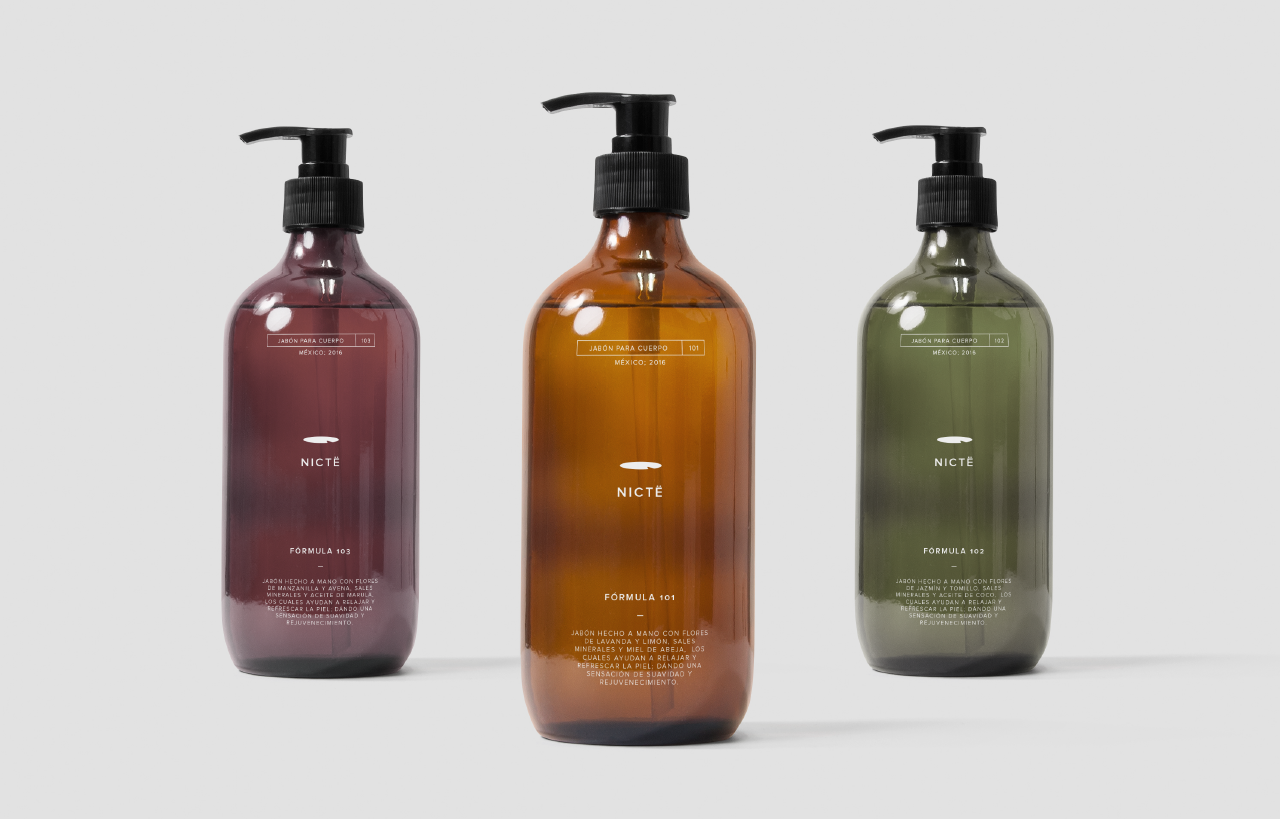 JABÓN PARA CUERPO 103
MÉXICO; 2016
NICTË
FÓRMULA 103
–
JABÓN HECHO A MANO CON FLORES
DE MANZANILLA Y AVENA, SALES
MINERALES Y ACEITE DE MARULA,
LOS CUALES AYUDAN A RELAJAR Y
REFRESCAR LA PIEL; DANDO UNA
SENSACIÓN DE SUAVIDAD Y
REJUVENECIMIENTO.
JABÓN PARA CUERPO 101
MÉXICO; 2016
NICTË
FÓRMULA 101
–
JABÓN HECHO A MANO CON FLORES
DE LAVANDA Y LIMÓN, SALES
MINERALES Y MIEL DE ABEJA, LOS
CUALES AYUDAN A RELAJAR Y
REFRESCAR LA PIEL; DANDO UNA
SENSACIÓN DE SUAVIDAD Y
REJUVENECIMIENTO.
JABÓN PARA CUERPO 102
MÉXICO; 2016
NICTË
FÓRMULA 102
–
JABÓN HECHO A MANO CON FLORES
DE JAZMÍN Y TOMILLO, SALES
MINERALES Y ACEITE DE COCO, LOS
CUALES AYUDAN A RELAJAR Y
REFRESCAR LA PIEL; DANDO UNA
SENSACIÓN DE SUAVIDAD Y
REJUVENECIMIENTO.